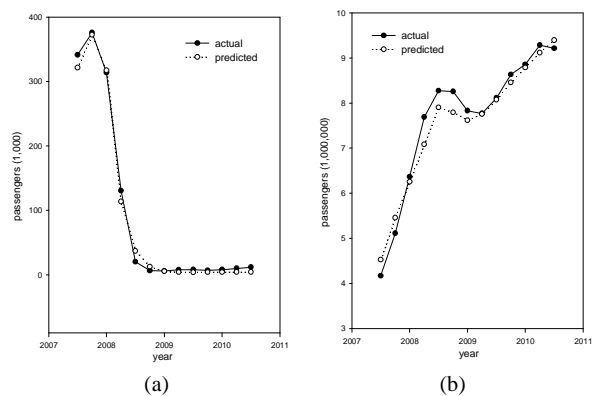 400
300
200
100
0
passengers (1,000)
actual
predicted
2007 2008 2009 2010 2011
year
(a)
10
9
8
7
6
5
4
3
passengers (1,000,000)
actual
predicted
2007 2008 2009 2010 2011
year
(b)